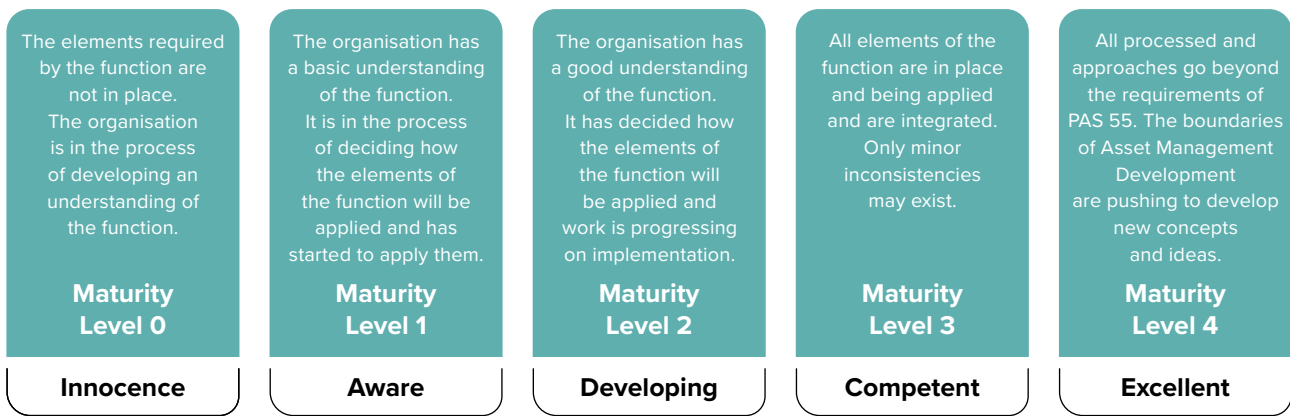 The elements required
by the function are
not in place.
The organisation
is in the process
of developing an
understanding of
the function.
Maturity
Level 0
Innocence
The organisation has
a basic understanding
of the function.
It is in the process
of deciding how
the elements of
the function will be
applied and has
started to apply them.
Maturity
Level 1
Aware
The organisation has
a good understanding
of the function.
It has decided how
the elements of
the function will
be applied and
work is progressing
on implementation.
Maturity
Level 2
Developing
All elements of the
function are in place
and being applied
and are integrated.
Only minor
inconsistencies
may exist.
Maturity
Level 3
Competent
All processed and
approaches go beyond
the requirements of
PAS 55. The boundaries
of Asset Management
Development
are pushing to develop
new concepts
and ideas.
Maturity
Level 4
Excellent